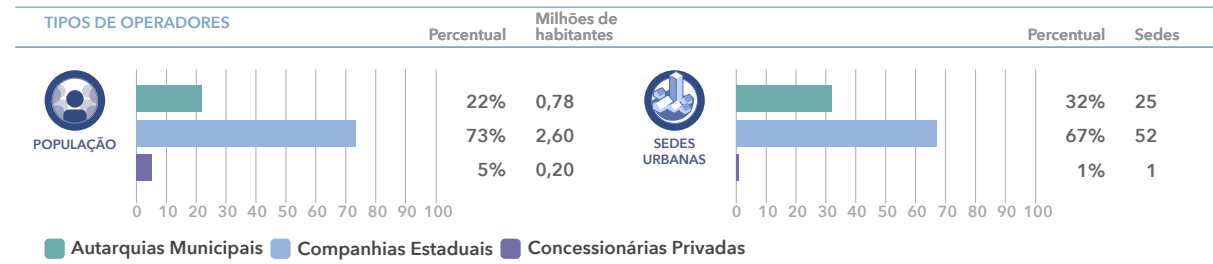 TIPOS DE OPERADORES
Percentual
Milhões de
habitantes
Percentual Sedes
POPULAÇÃO
22% 0,78
73% 2,60
5% 0,20
0 10 20 30 40 50 60 70 80 90 100
SEDES
URBANAS
32% 25
67% 52
1% 1
0 10 20 30 40 50 60 70 80 90 100
Autarquias Municipais Companhias Estaduais Concessionárias Privadas